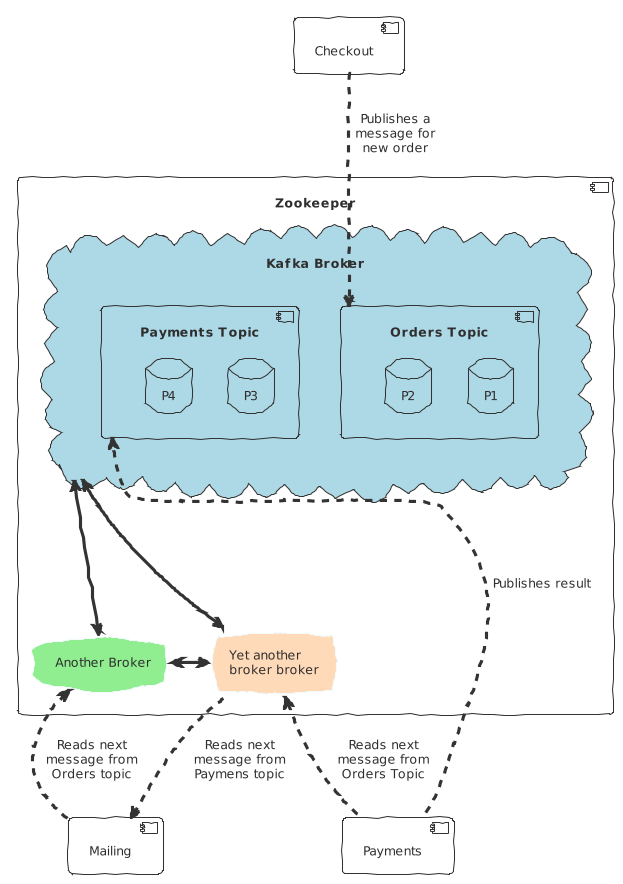 Checkout
Publishes a
message for
new order
Zookeeper
Kafka Broker
Payments Topic
Orders Topic
P4
P3
P2
P1
Publishes result
Another Broker
Yet another
broker broker
Reads next
message from
Orders topic
Reads next
message from
Paymens topic
Reads next
message from
Orders Topic
Mailing
Payments